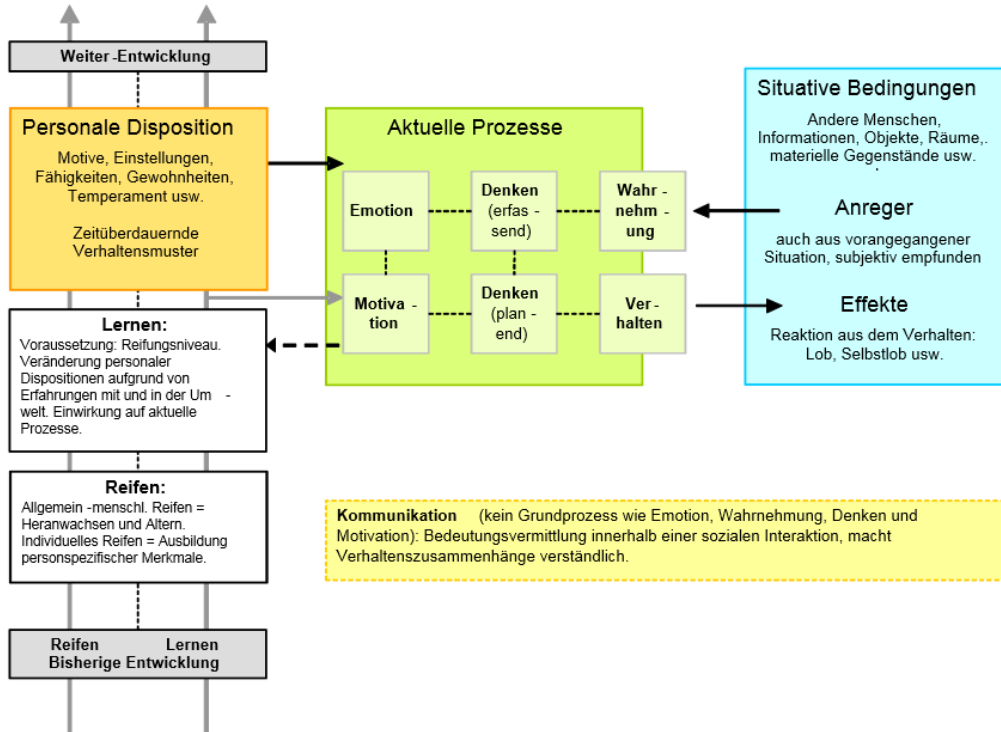 Weiter -Entwicklung
Personale Disposition
Motive, Einstellungen,
Fähigkeiten, Gewohnheiten,
Temperament usw.
Zeitüberdauernde
Verhaltensmuster
Lernen:
Voraussetzung: Reifungsniveau.
Veränderung personaler
Dispositionen aufgrund von
Erfahrungen mit und in der Um -
welt. Einwirkung auf aktuelle
Prozesse.
Reifen:
Allgemein -menschl. Reifen =
Heranwachsen und Altern.
Individuelles Reifen = Ausbildung
personspezifischer Merkmale.
Reifen Lernen
Bisherige Entwicklung
Aktuelle Prozesse
Emotion
Denken
(erfas -
send)
Wahr -
nehm -
ung
Motiva -
tion
Denken
(plan -
end)
Ver -
halten
Situative Bedingungen
Andere Menschen,
Informationen, Objekte, Räume,.
materielle Gegenstände usw.
.
Anreger
auch aus vorangegangener
Situation, subjektiv empfunden
Effekte
Reaktion aus dem Verhalten:
Lob, Selbstlob usw.
Kommunikation (kein Grundprozess wie Emotion, Wahrnehmung, Denken und
Motivation): Bedeutungsvermittlung innerhalb einer sozialen Interaktion, macht
Verhaltenszusammenhänge verständlich.